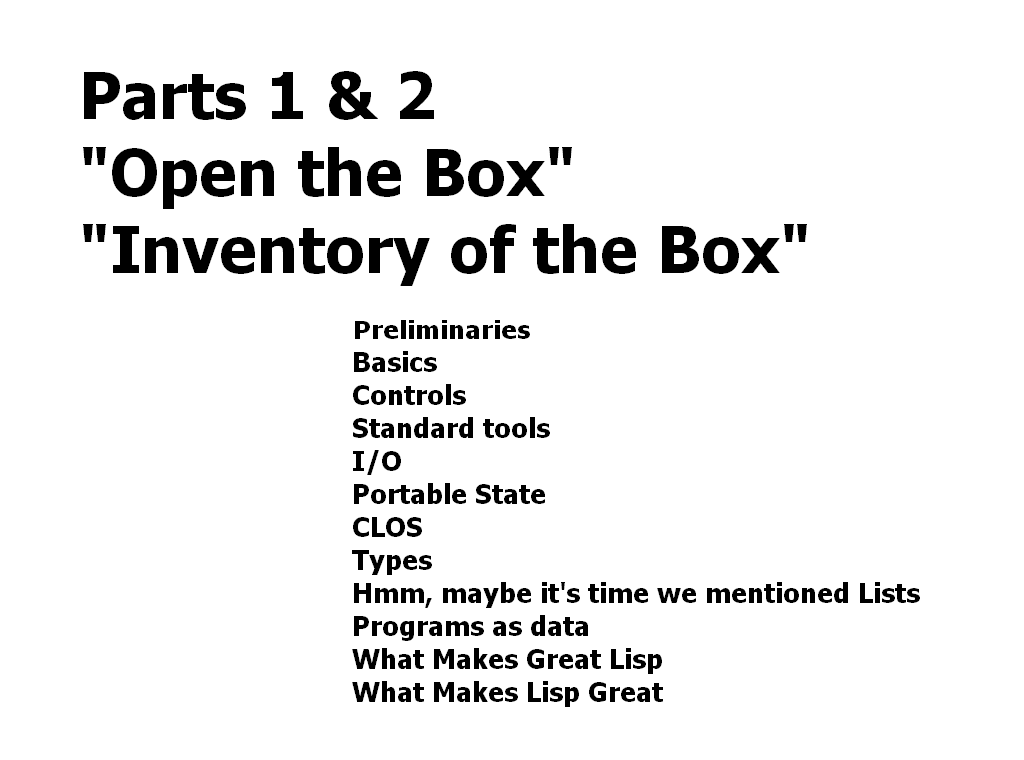 Parts 1 & 2
"Open the Box"
"Inventory of the Box"
Preliminaries
Basics
Controls
Standard tools
I/O
Portable State
CLOS
Types
Hmm, maybe it's time we mentioned Lists
Programs as data
What Makes Great Lisp
What Makes Lisp Great